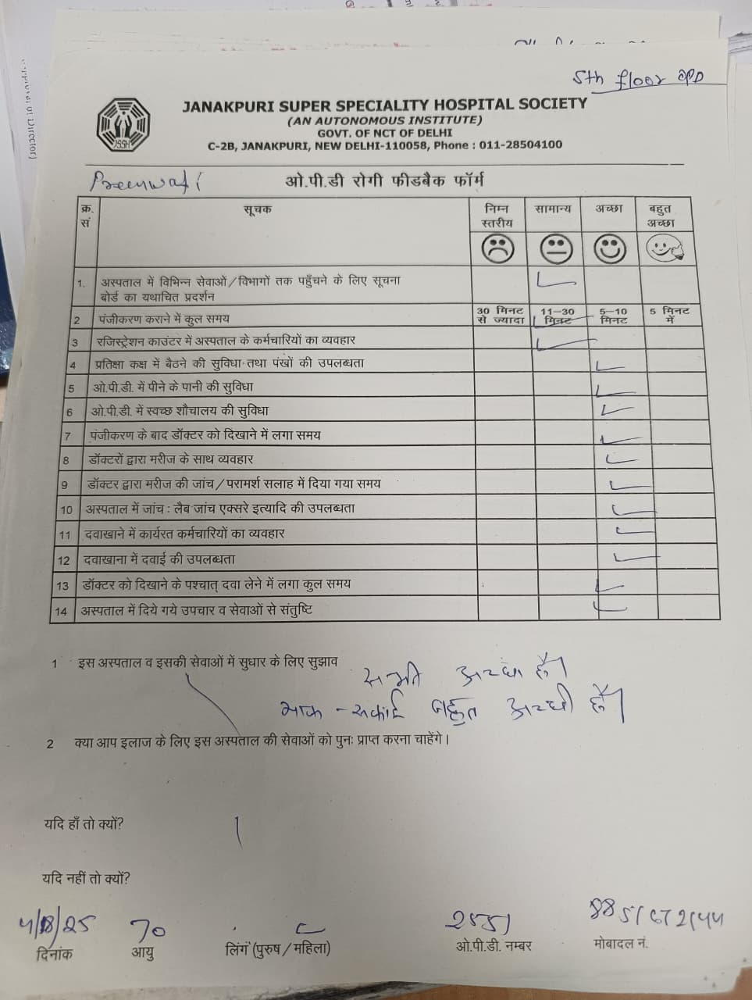 5th floor OPD
JANAKPURI SUPER SPECIALITY HOSPITAL SOCIETY
(AN AUTONOMOUS INSTITUTE)
GOVT. OF NCT OF DELHI
C-2B, JANAKPURI, NEW DELHI-110058, Phone : 011-28504100
JSSH
ओ.पी.डी रोगी फीडबैक फॉर्म
क्र. सं सूचक निम्न स्तरीय सामान्य अच्छा बहुत अच्छा
1. अस्पताल में विभिन्न सेवाओं/विभागों तक पहुँचने के लिए सूचना
बोर्ड का यथाचित प्रदर्शन
2 पंजीकरण कराने में कुल समय 30 मिनट से ज्यादा 11–30 मिनट 5–10 मिनट 5 मिनट में
3 रजिस्ट्रेशन काउंटर में अस्पताल के कर्मचारियों का व्यवहार
4 प्रतिक्षा कक्ष में बैठने की सुविधा तथा पंखों की उपलब्धता
5 ओ.पी.डी. में पीने के पानी की सुविधा
6 ओ.पी.डी. में स्वच्छ शौचालय की सुविधा
7 पंजीकरण के बाद डॉक्टर को दिखाने में लगा समय
8 डॉक्टरों द्वारा मरीज के साथ व्यवहार
9 डॉक्टर द्वारा मरीज की जांच/परामर्श सलाह में दिया गया समय
10 अस्पताल में जांच : लैब जांच एक्सरे इत्यादि की उपलब्धता
11 दवाखाने में कार्यरत कर्मचारियों का व्यवहार
12 दवाखाना में दवाई की उपलब्धता
13 डॉक्टर को दिखाने के पश्चात् दवा लेने में लगा कुल समय
14 अस्पताल में दिये गये उपचार व सेवाओं से संतुष्टि
1 इस अस्पताल व इसकी सेवाओं में सुधार के लिए सुझाव
सभी अच्छा है।
साफ - सफाई बहुत अच्छी है।
2 क्या आप इलाज के लिए इस अस्पताल की सेवाओं को पुनः प्राप्त करना चाहेंगे।
यदि हाँ तो क्यों?
यदि नहीं तो क्यों?
4/8/25 70
दिनांक आयु लिंग (पुरुष/महिला) ओ.पी.डी. नम्बर मोबादल नं.